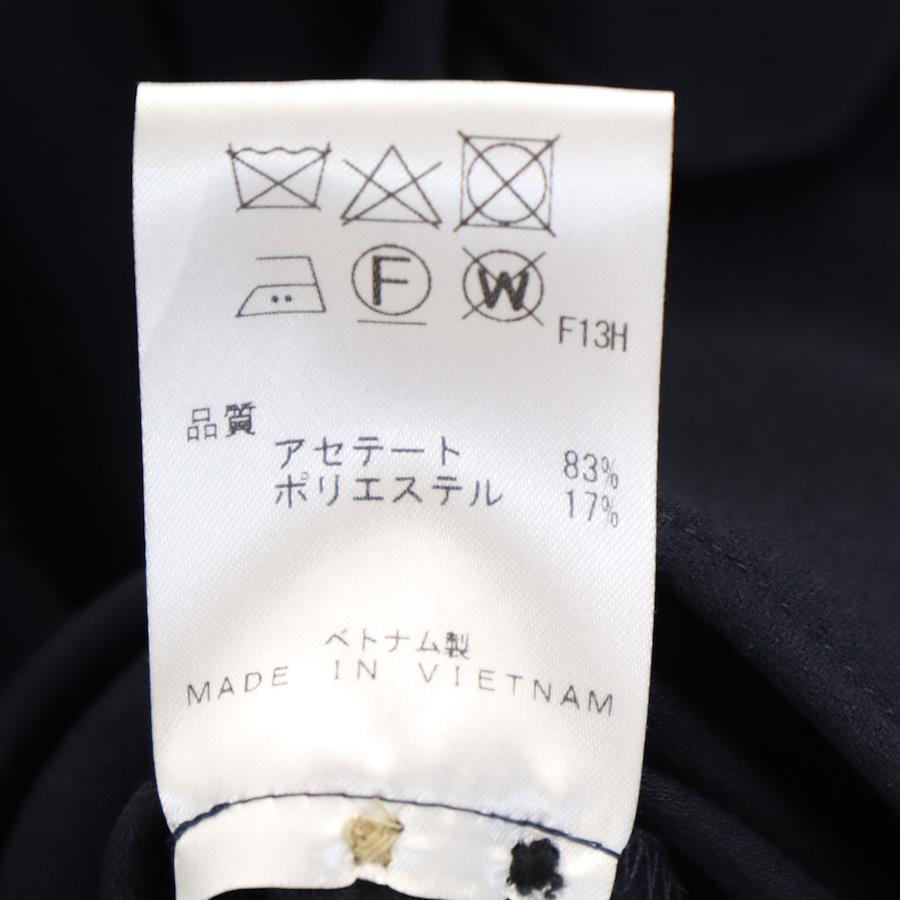 F W
F13H
品質
アセテート 83%
ポリエステル 17%
ベトナム製
MADE IN VIETNAM